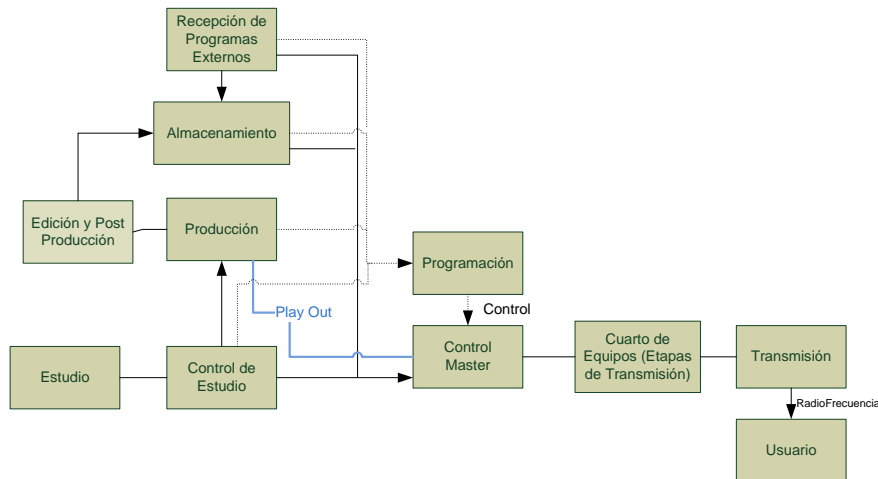 Recepción de
Programas
Externos
Almacenamiento
Edición y Post
Producción
Producción
Programación
Play Out
Control
Estudio
Control de
Estudio
Control
Master
Cuarto de
Equipos (Etapas
de Transmisión)
Transmisión
RadioFrecuencia
Usuario